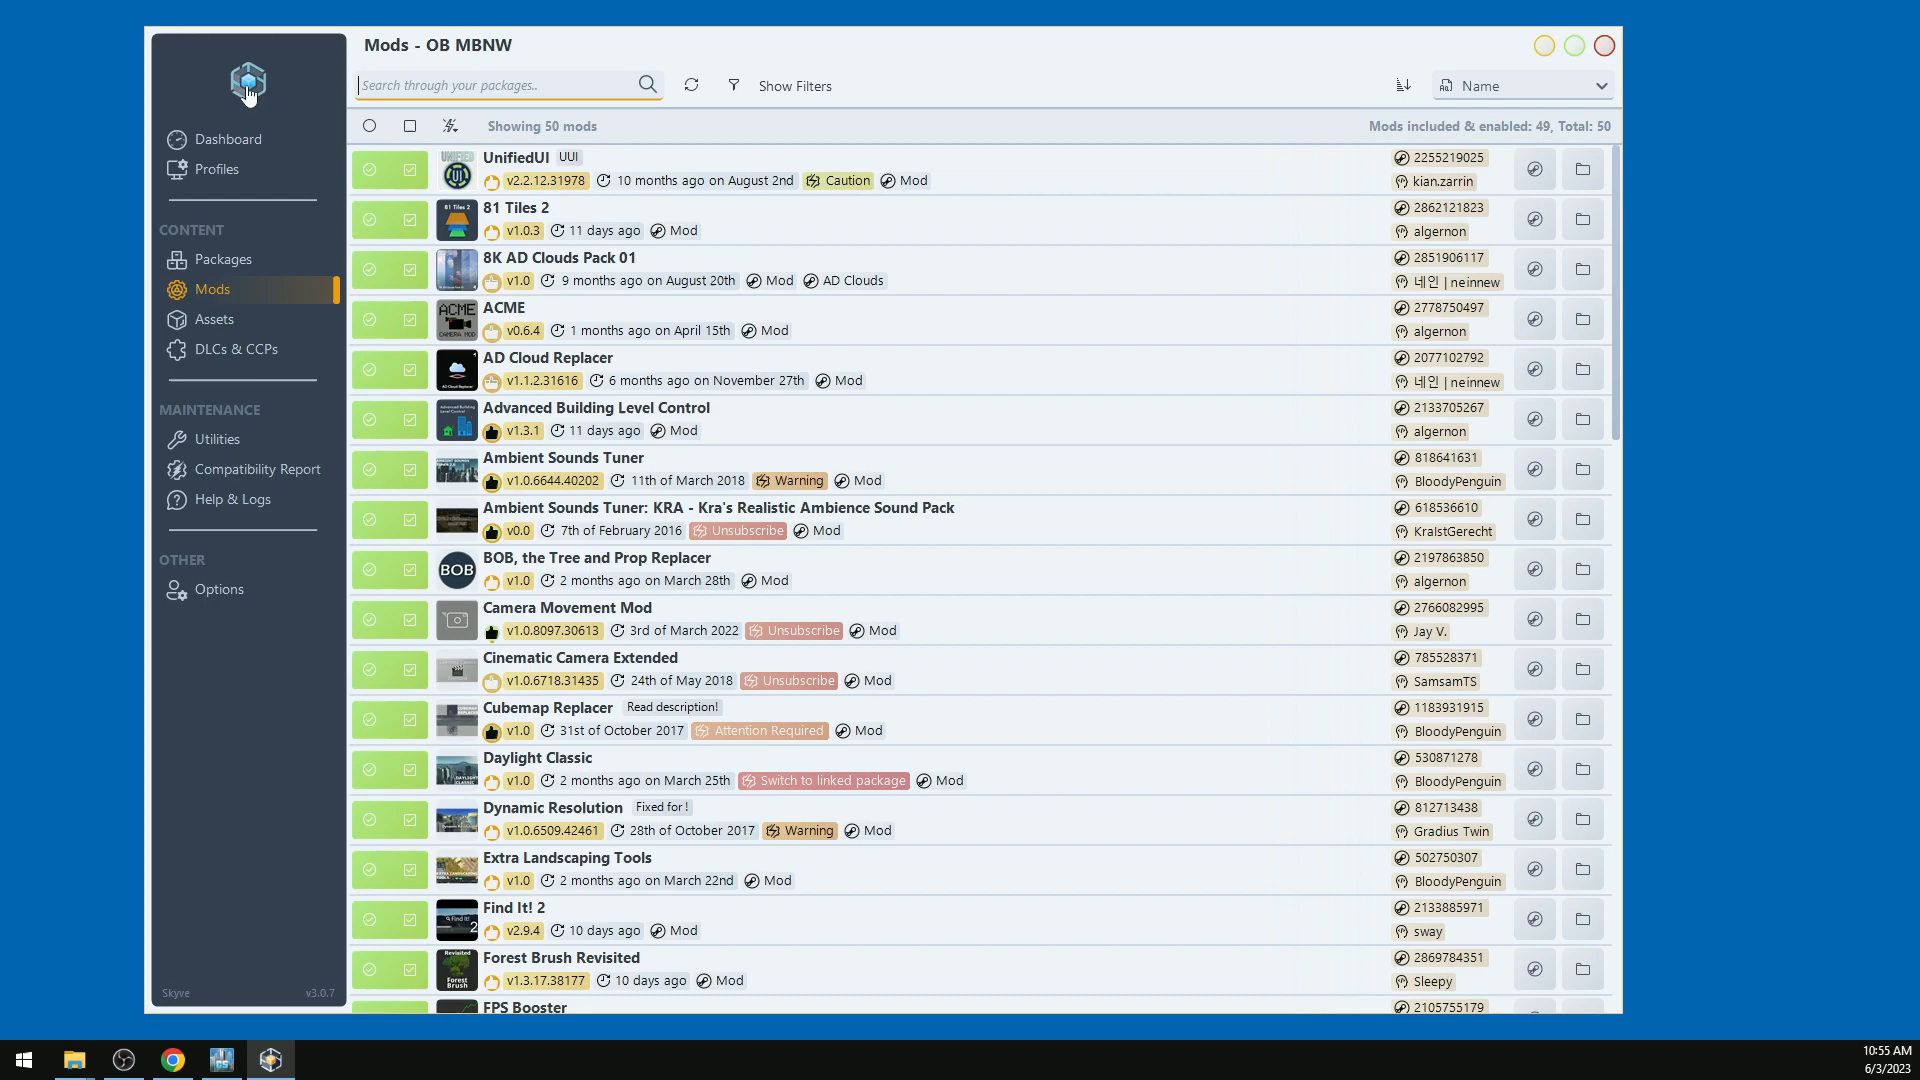 Mods - OB MBNW
Search through your packages..
Show Filters
Name
Showing 50 mods
Mods included & enabled: 49, Total: 50
Dashboard
Profiles
CONTENT
Packages
Mods
Assets
DLCs & CCPs
MAINTENANCE
Utilities
Compatibility Report
Help & Logs
OTHER
Options
Skyve v3.0.7
UnifiedUI UUI 2255219025
v2.2.12.31978 10 months ago on August 2nd Caution Mod kian.zarrin
81 Tiles 2 2862121823
v1.0.3 11 days ago Mod algernon
8K AD Clouds Pack 01 2851906117
v1.0 9 months ago on August 20th Mod AD Clouds 네인 | neinnew
ACME 2778750497
v0.6.4 1 months ago on April 15th Mod algernon
AD Cloud Replacer 2077102792
v1.1.2.31616 6 months ago on November 27th Mod 네인 | neinnew
Advanced Building Level Control 2133705267
v1.3.1 11 days ago Mod algernon
Ambient Sounds Tuner 818641631
v1.0.6644.40202 11th of March 2018 Warning Mod BloodyPenguin
Ambient Sounds Tuner: KRA - Kra's Realistic Ambience Sound Pack 618536610
v0.0 7th of February 2016 Unsubscribe Mod KraIstGerecht
BOB BOB, the Tree and Prop Replacer 2197863850
v1.0 2 months ago on March 28th Mod algernon
Camera Movement Mod 2766082995
v1.0.8097.30613 3rd of March 2022 Unsubscribe Mod Jay V.
Cinematic Camera Extended 785528371
v1.0.6718.31435 24th of May 2018 Unsubscribe Mod SamsamTS
Cubemap Replacer Read description! 1183931915
v1.0 31st of October 2017 Attention Required Mod BloodyPenguin
Daylight Classic 530871278
v1.0 2 months ago on March 25th Switch to linked package Mod BloodyPenguin
Dynamic Resolution Fixed for ! 812713438
v1.0.6509.42461 28th of October 2017 Warning Mod Gradius Twin
Extra Landscaping Tools 502750307
v1.0 2 months ago on March 22nd Mod BloodyPenguin
Find It! 2 2133885971
v2.9.4 10 days ago Mod sway
Forest Brush Revisited 2869784351
v1.3.17.38177 10 days ago Mod Sleepy
FPS Booster 2105755179
10:55 AM
6/3/2023